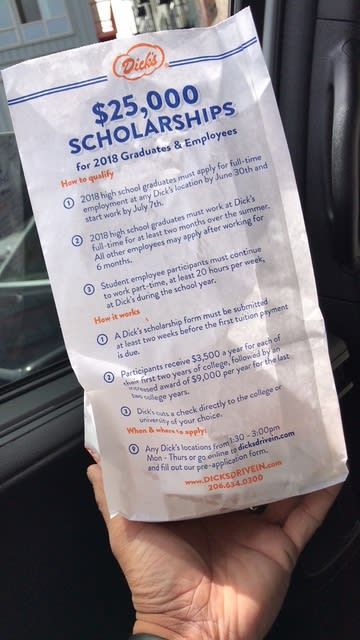 Dick's
$25,000
SCHOLARSHIPS
for 2018 Graduates & Employees
How to qualify
1 2018 high school graduates must apply for full-time
employment at any Dick's location by June 30th and
start work by July 7th.
2 2018 high school graduates must work at Dick's
full-time for at least two months over the summer.
All other employees may apply after working for
6 months.
3 Student employee participants must continue
to work part-time, at least 20 hours per week,
at Dick's during the school year.
How it works
1 A Dick's scholarship form must be submitted
at least two weeks before the first tuition payment
is due.
2 Participants receive $3,500 a year for each of
their first two years of college, followed by an
increased award of $9,000 per year for the last
two college years.
3 Dick's cuts a check directly to the college or
university of your choice.
When & where to apply:
Any Dick's locations from 1:30 - 3:00pm
Mon - Thurs or go online to dicksdrivein.com
and fill out our pre-application form.
www.DICKSDRIVEIN.com
206.634.0300